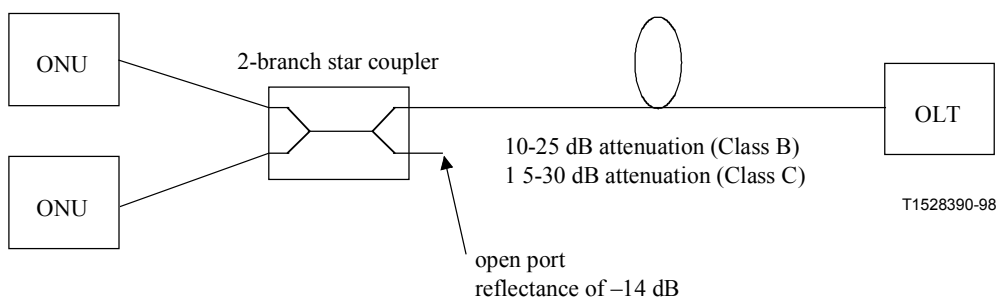 ONU
2-branch star coupler
OLT
10-25 dB attenuation (Class B)
1 5-30 dB attenuation (Class C)
T1528390-98
ONU
open port
reflectance of –14 dB